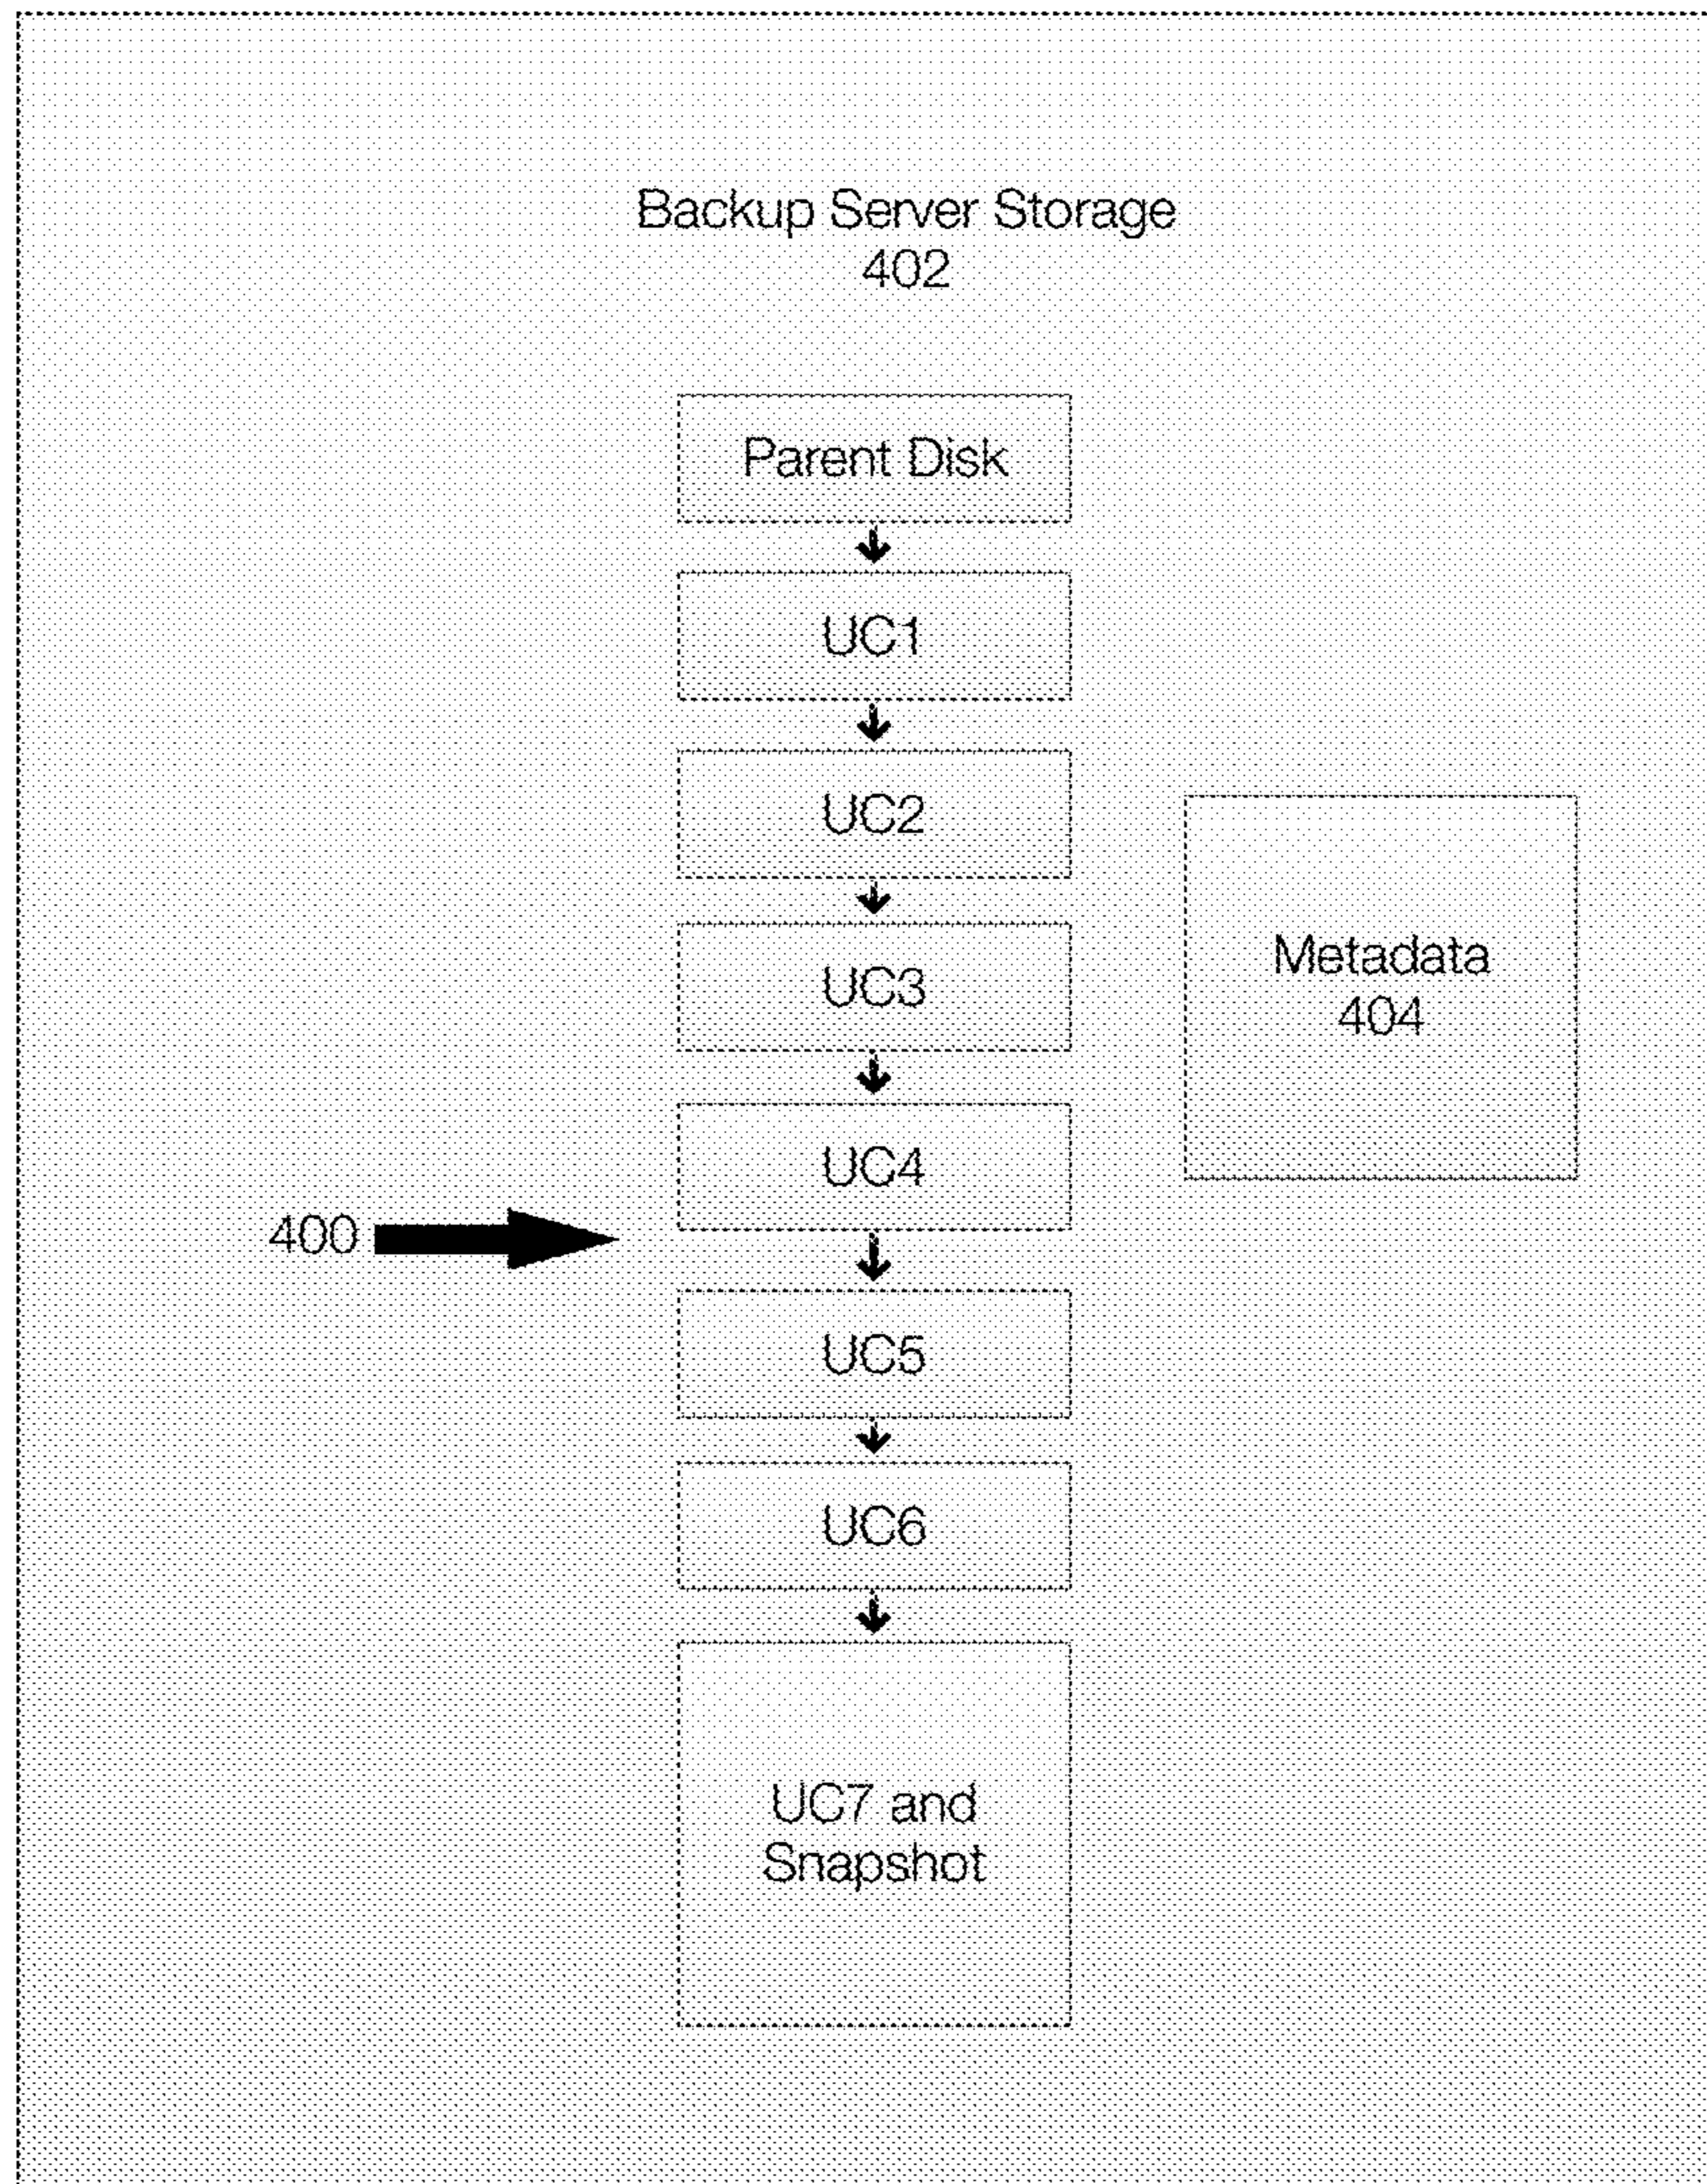 Backup Server Storage
402
Parent Disk
UC1
UC2
UC3
Metadata
404
UC4
400
UC5
UC6
UC7 and
Snapshot